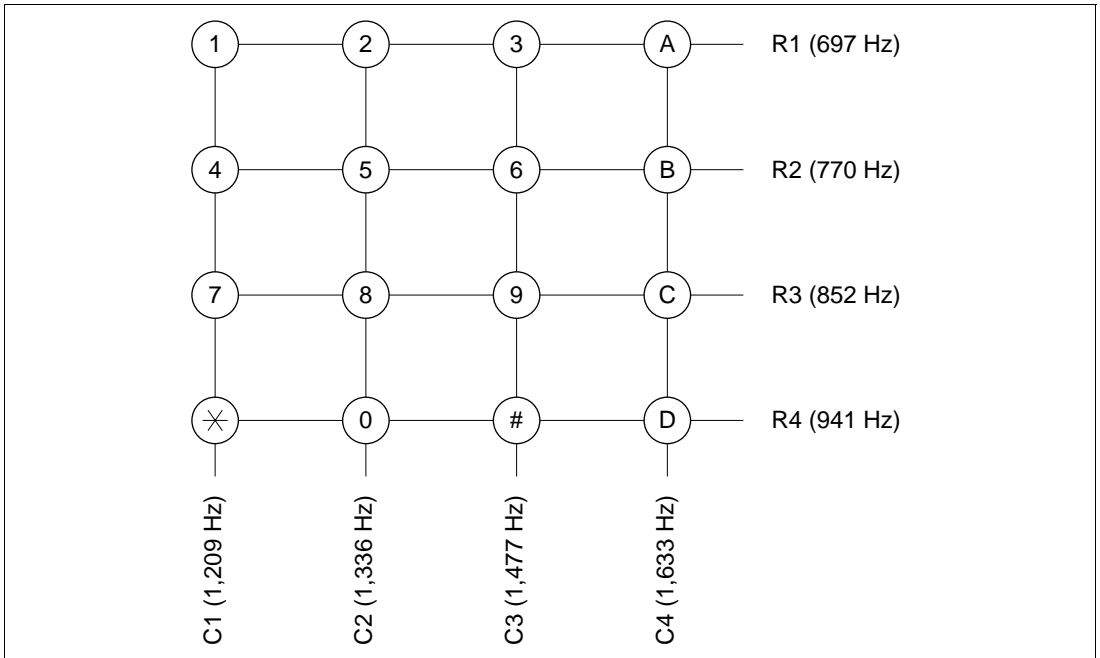 1 2 3 A R1 (697 Hz)
4 5 6 B R2 (770 Hz)
7 8 9 C R3 (852 Hz)
* 0 # D R4 (941 Hz)
C1 (1,209 Hz)
C2 (1,336 Hz)
C3 (1,477 Hz)
C4 (1,633 Hz)